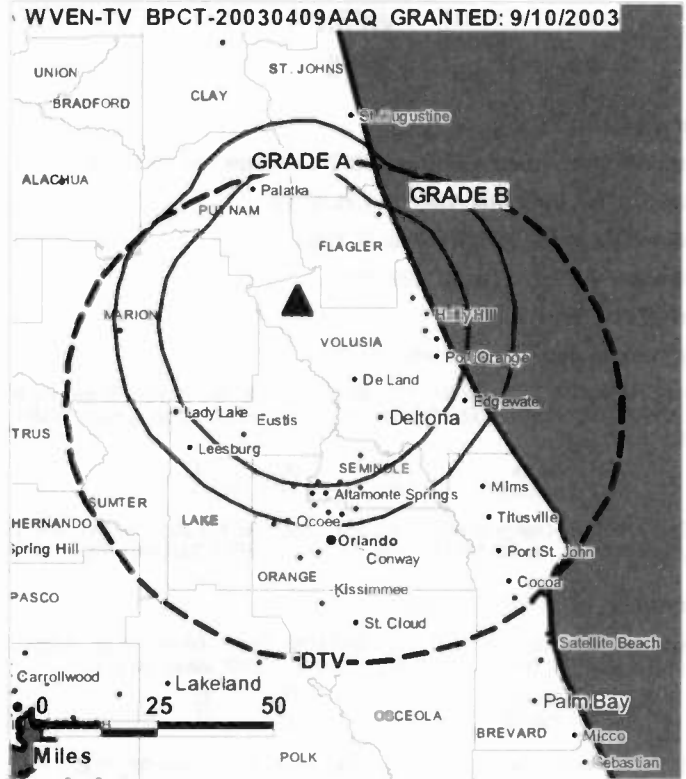 WVEN-TV BPCT-20030409AAQ GRANTED: 9/10/2003
UNION
ST. JOHNS
BRADFORD
CLAY
St. Augustine
GRADE A
ALACHUA
Palatka
GRADE B
PUTNAM
FLAGLER
MARION
Holly Hill
VOLUSIA
Port Orange
De Land
Edgewater
Lady Lake
Eustis
Deltona
TRUS
Leesburg
SEMINOLE
Altamonte Springs
Mims
SUMTER
LAKE
Ocoee
Titusville
HERNANDO
Orlando
Spring Hill
Conway
Port St. John
ORANGE
Cocoa
PASCO
Kissimmee
St. Cloud
Satellite Beach
DTV
Carrollwood
Lakeland
Palm Bay
0 25 50
OSCEOLA
BREVARD
Micco
Miles
POLK
Sebastian